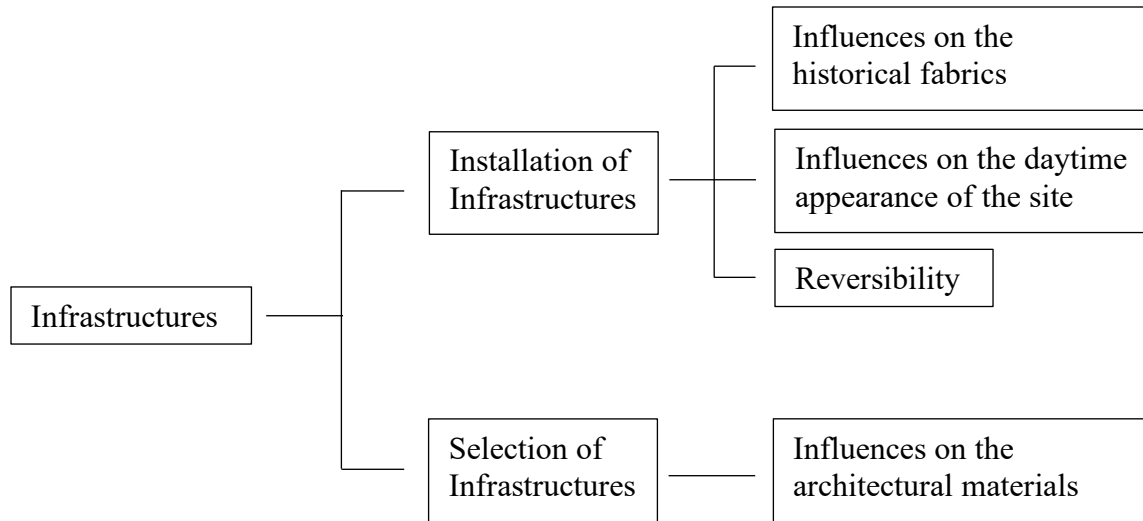 Influences on the
historical fabrics
Installation of
Infrastructures
Influences on the daytime
appearance of the site
Reversibility
Infrastructures
Selection of
Infrastructures
Influences on the
architectural materials